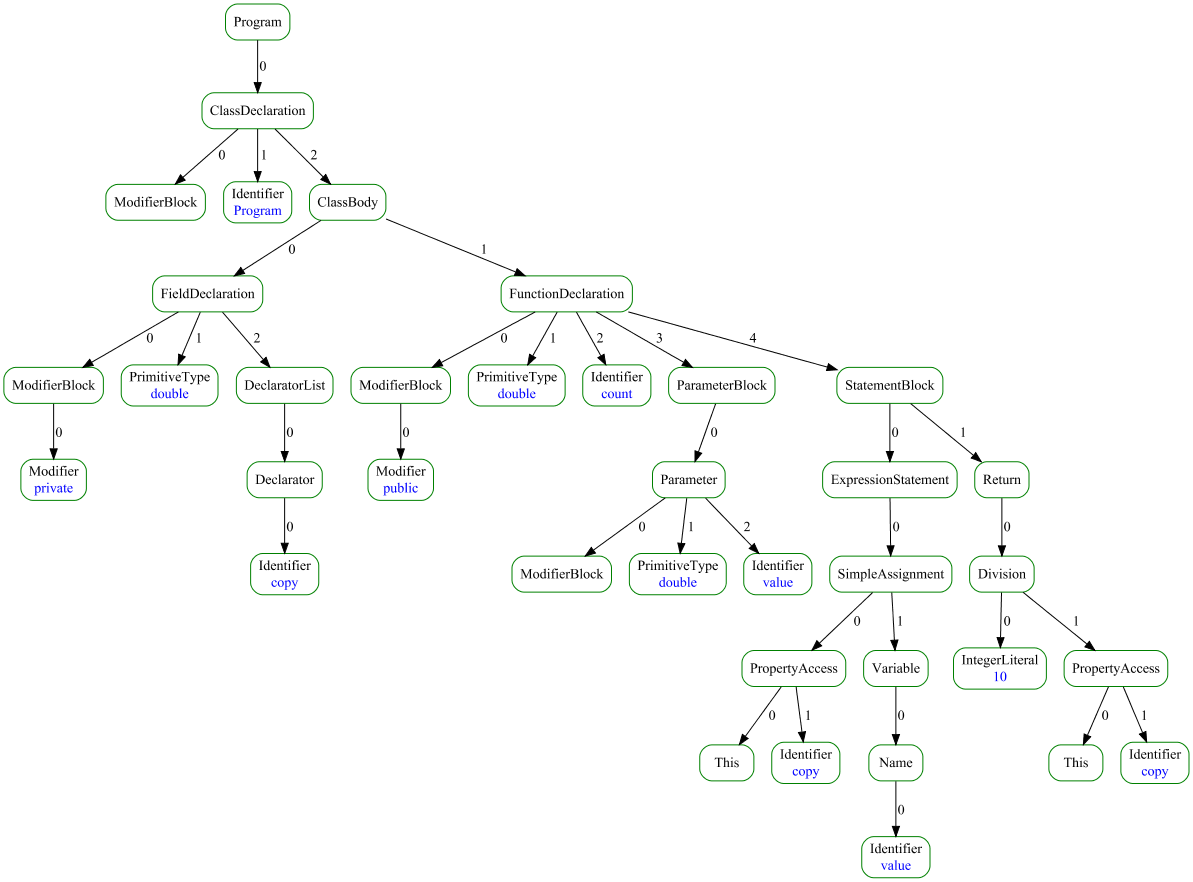 Program
0
ClassDeclaration
0
1
2
ModifierBlock
Identifier
Program
ClassBody
0
1
FieldDeclaration
FunctionDeclaration
0
1
2
0
1
2
3
4
ModifierBlock
PrimitiveType
double
DeclaratorList
ModifierBlock
PrimitiveType
double
Identifier
count
ParameterBlock
StatementBlock
0
0
0
0
0
1
Modifier
private
Declarator
Modifier
public
Parameter
ExpressionStatement
Return
0
0
1
2
0
0
Identifier
copy
ModifierBlock
PrimitiveType
double
Identifier
value
SimpleAssignment
Division
0
1
0
1
PropertyAccess
Variable
IntegerLiteral
10
PropertyAccess
0
1
0
0
1
This
Identifier
copy
Name
This
Identifier
copy
0
Identifier
value